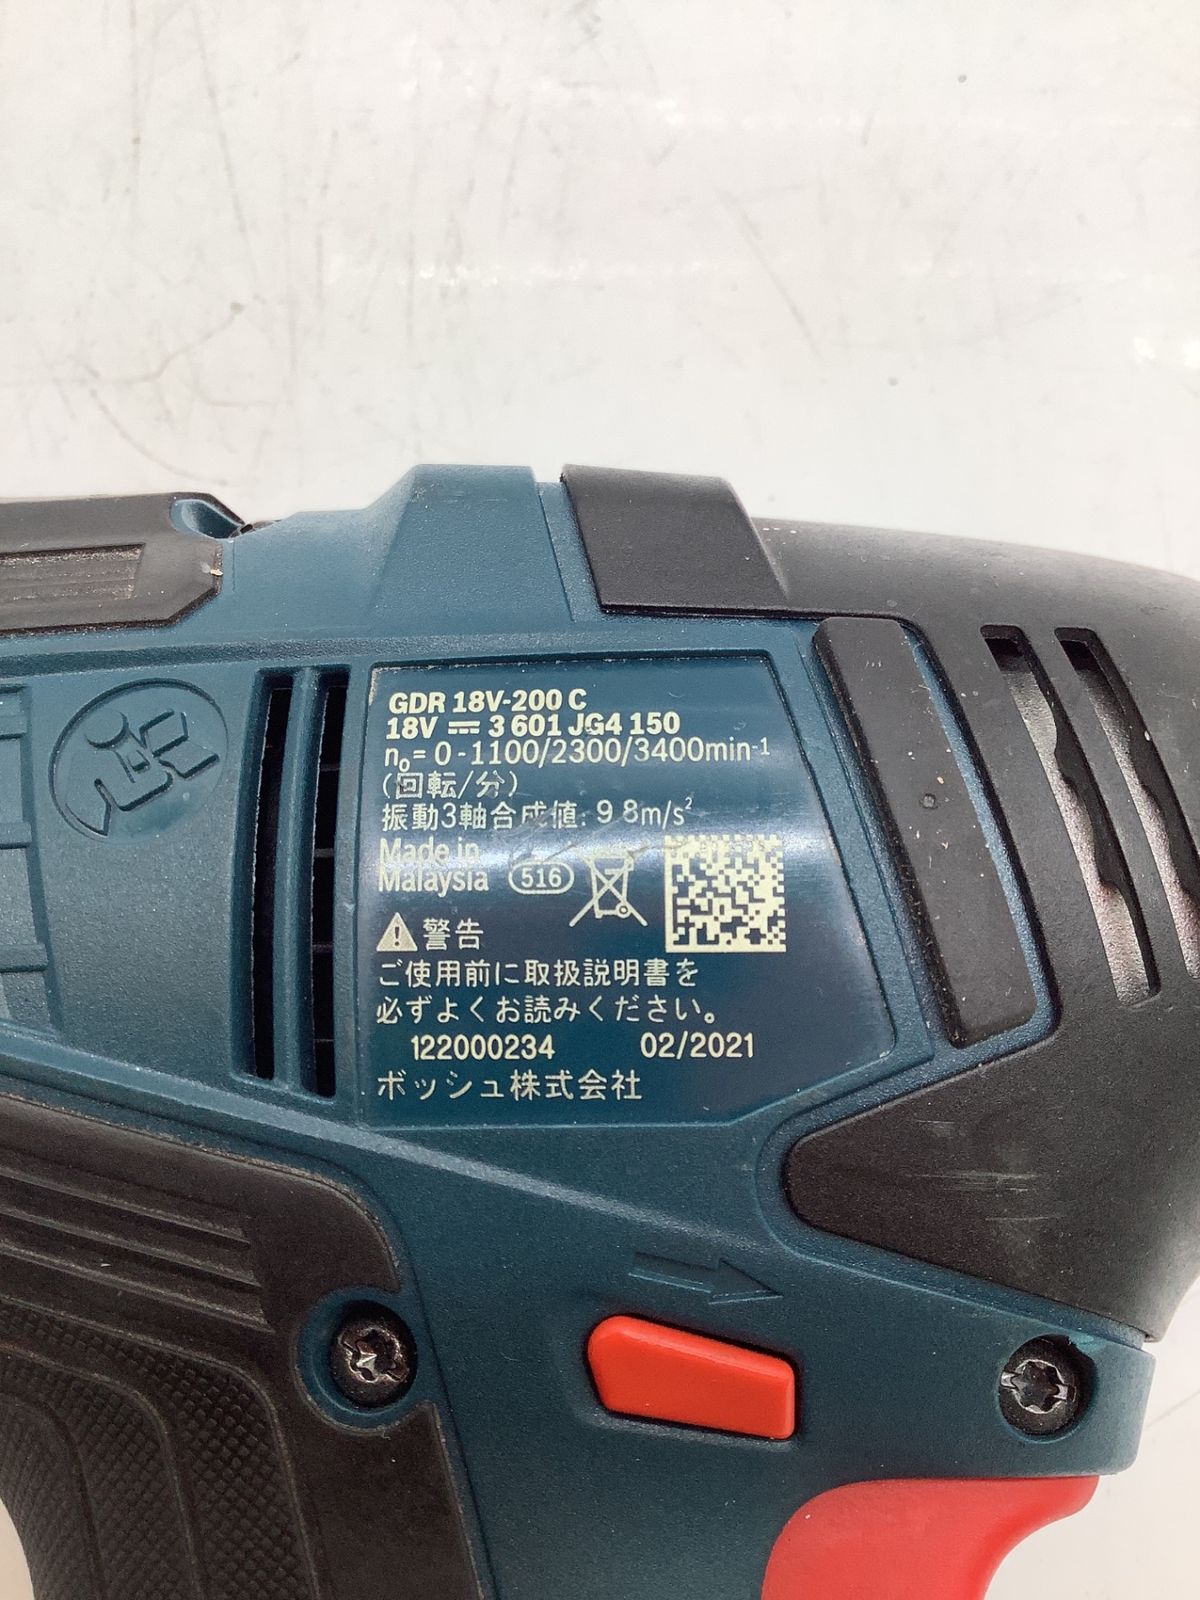 GDR 18V-200 C
18V ⎓ 3 601 JG4 150
n₀= 0-1100/2300/3400min⁻¹
(回転/分)
振動3軸合成値: 9.8m/s²
Made in
Malaysia 516
警告
ご使用前に取扱説明書を
必ずよくお読みください。
122000234 02/2021
ボッシュ株式会社